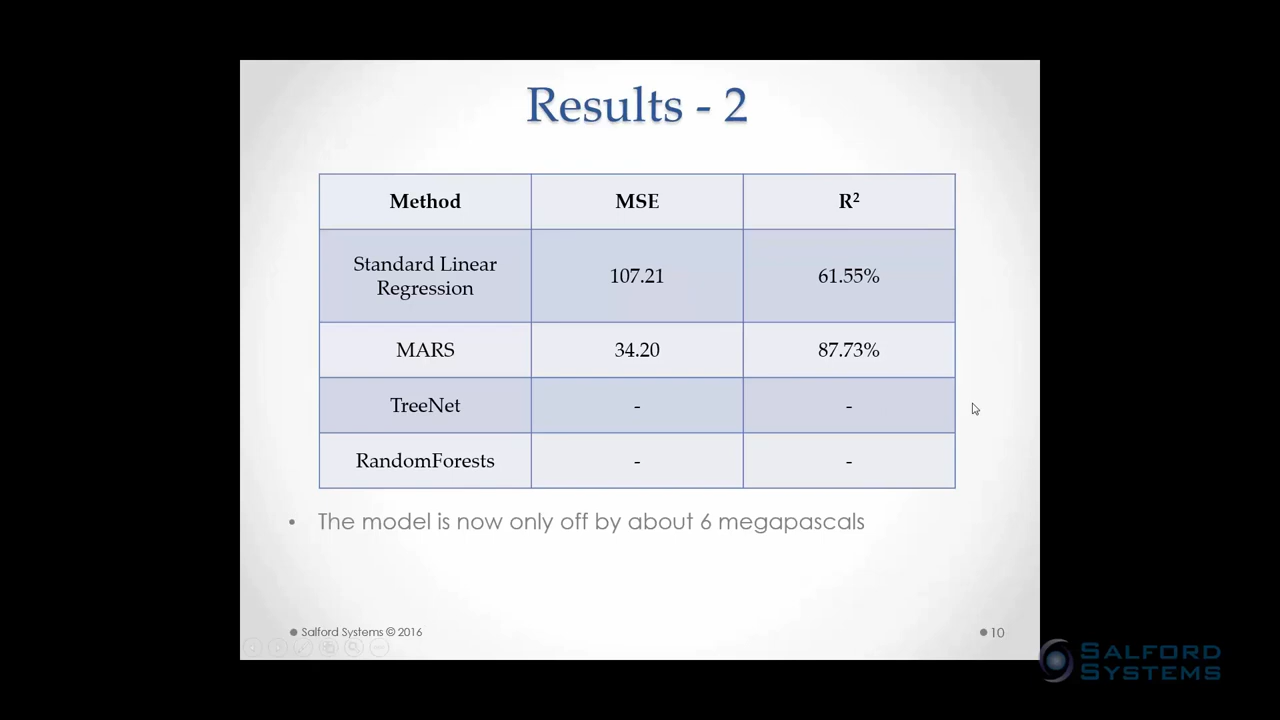 Results - 2
Method MSE R²
Standard Linear
Regression
107.21 61.55%
MARS 34.20 87.73%
TreeNet - -
RandomForests - -
• The model is now only off by about 6 megapascals
Salford Systems © 2016
10
SALFORD
SYSTEMS